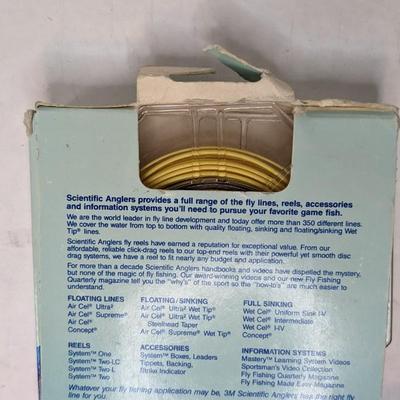 Scientific Anglers provides a full range of the fly lines, reels, accessories
and information systems you'll need to pursue your favorite game fish.
We are the world leader in fly line development and today offer more than 350 different lines.
We cover the water from top to bottom with quality floating, sinking and floating/sinking Wet
Tip® lines.
Scientific Anglers fly reels have earned a reputation for exceptional value. From our
affordable, reliable click-drag reels to our top-end reels with their powerful yet smooth disc
drag systems, we have a reel to fit nearly any budget and application.
For more than a decade Scientific Anglers handbooks and videos have dispelled the mystery,
but none of the magic of fly fishing. Our award-winning videos and our new Fly Fishing
Quarterly magazine tell you the "why's" of the sport so the "how-to's" are much easier to
understand.
FLOATING LINES
Air Cel® Ultra²
Air Cel® Supreme®
Air Cel®
Concept®
FLOATING / SINKING
Air Cel® Ultra² Wet Tip®
Air Cel® Ultra² Wet Tip®
Steelhead Taper
Air Cel® Supreme® Wet Tip®
FULL SINKING
Wet Cel® Uniform Sink I-V
Wet Cel® Intermediate
Wet Cel® I-IV
Concept®
REELS
System™ One
System™ Two-LC
System™ Two-L
System™ Two
ACCESSORIES
System™ Boxes, Leaders
Tippets, Backing,
Strike Indicator
INFORMATION SYSTEMS
Mastery™ Learning System Videos
Sportsman's Video Collection
Fly Fishing Quarterly Magazine
Fly Fishing Made Easy Magazine
Whatever your fly fishing application may be, 3M Scientific Anglers has the right fly
line for you.